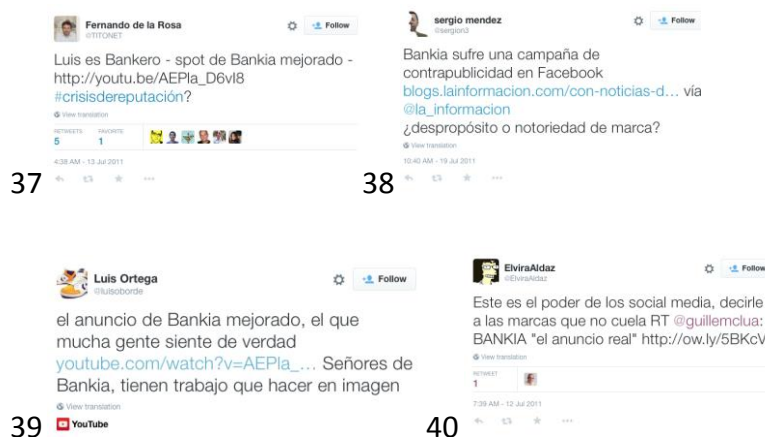 Fernando de la Rosa
@TITONET
Follow
Luis es Bankero - spot de Bankia mejorado -
http://youtu.be/AEPla_D6vI8
#crisisdereputación?
View translation
RETWEETS FAVORITE
5 1
4:38 AM - 13 Jul 2011
37
sergio mendez
@sergion3
Follow
Bankia sufre una campaña de
contrapublicidad en Facebook
blogs.lainformacion.com/con-noticias-d... vía
@la_informacion
¿despropósito o notoriedad de marca?
View translation
10:40 AM - 19 Jul 2011
38
Luis Ortega
@luisoborde
Follow
el anuncio de Bankia mejorado, el que
mucha gente siente de verdad
youtube.com/watch?v=AEPla_... Señores de
Bankia, tienen trabajo que hacer en imagen
View translation
YouTube
39
ElviraAldaz
@ElviraAldaz
Follow
Este es el poder de los social media, decirle
a las marcas que no cuela RT @guillemclua:
BANKIA "el anuncio real" http://ow.ly/5BKcV
View translation
RETWEET
1
7:39 AM - 12 Jul 2011
40